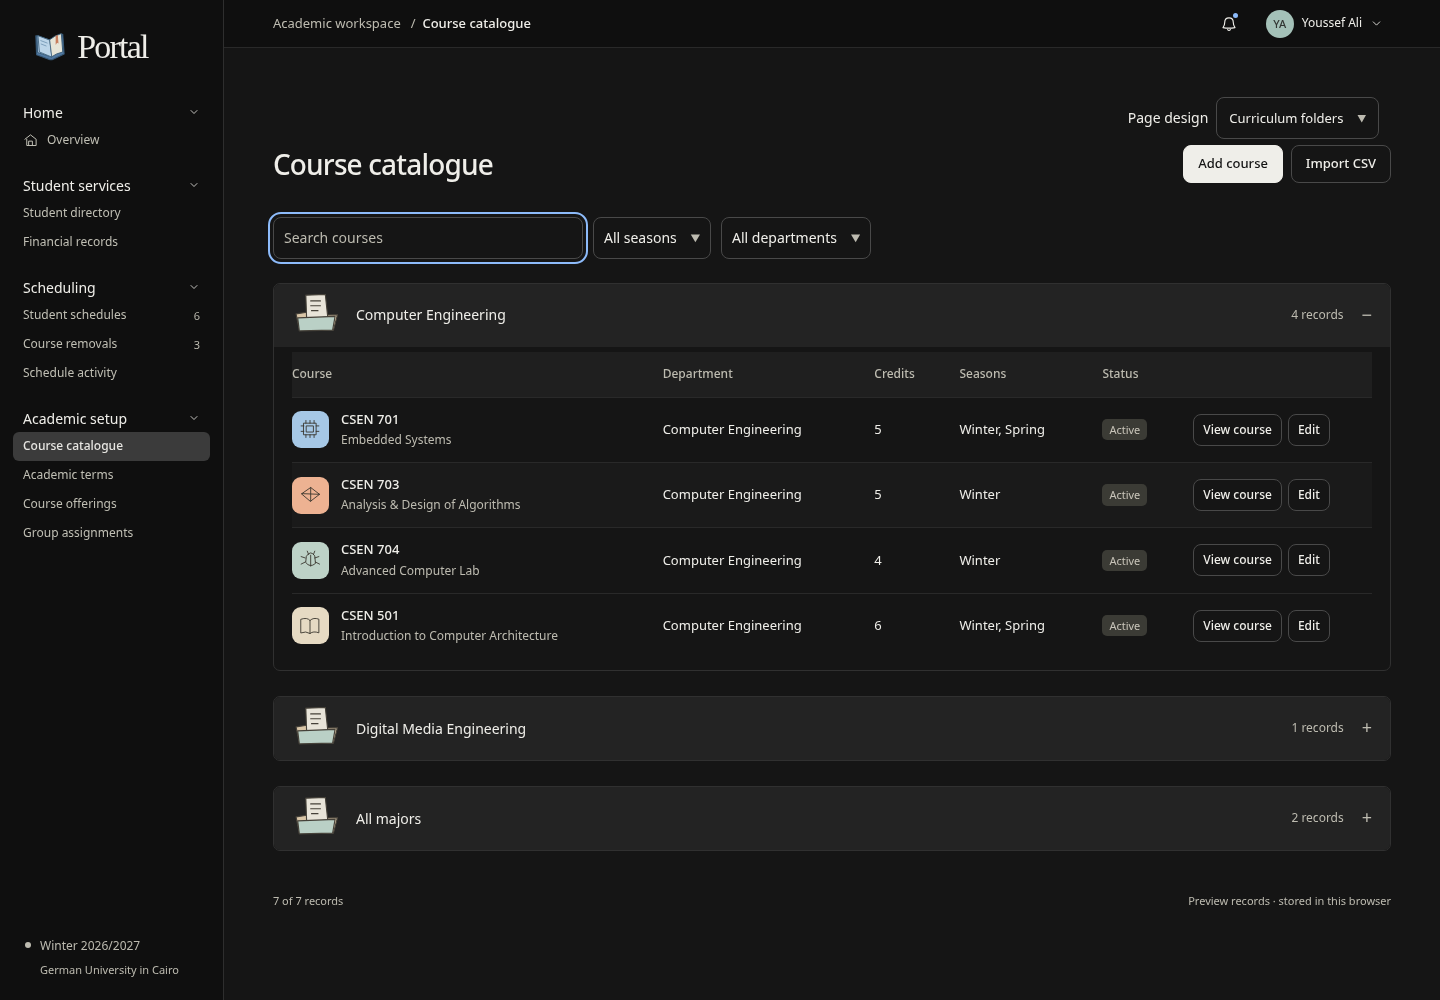 Portal
Academic workspace / Course catalogue
YA Youssef Ali
Home
Overview
Student services
Student directory
Financial records
Scheduling
Student schedules 6
Course removals 3
Schedule activity
Academic setup
Course catalogue
Academic terms
Course offerings
Group assignments
Winter 2026/2027
German University in Cairo
Page design Curriculum folders
Course catalogue
Add course Import CSV
Search courses All seasons All departments
Computer Engineering 4 records −
Course Department Credits Seasons Status
CSEN 701
Embedded Systems
Computer Engineering 5 Winter, Spring Active View course Edit
CSEN 703
Analysis & Design of Algorithms
Computer Engineering 5 Winter Active View course Edit
CSEN 704
Advanced Computer Lab
Computer Engineering 4 Winter Active View course Edit
CSEN 501
Introduction to Computer Architecture
Computer Engineering 6 Winter, Spring Active View course Edit
Digital Media Engineering 1 records +
All majors 2 records +
7 of 7 records
Preview records · stored in this browser